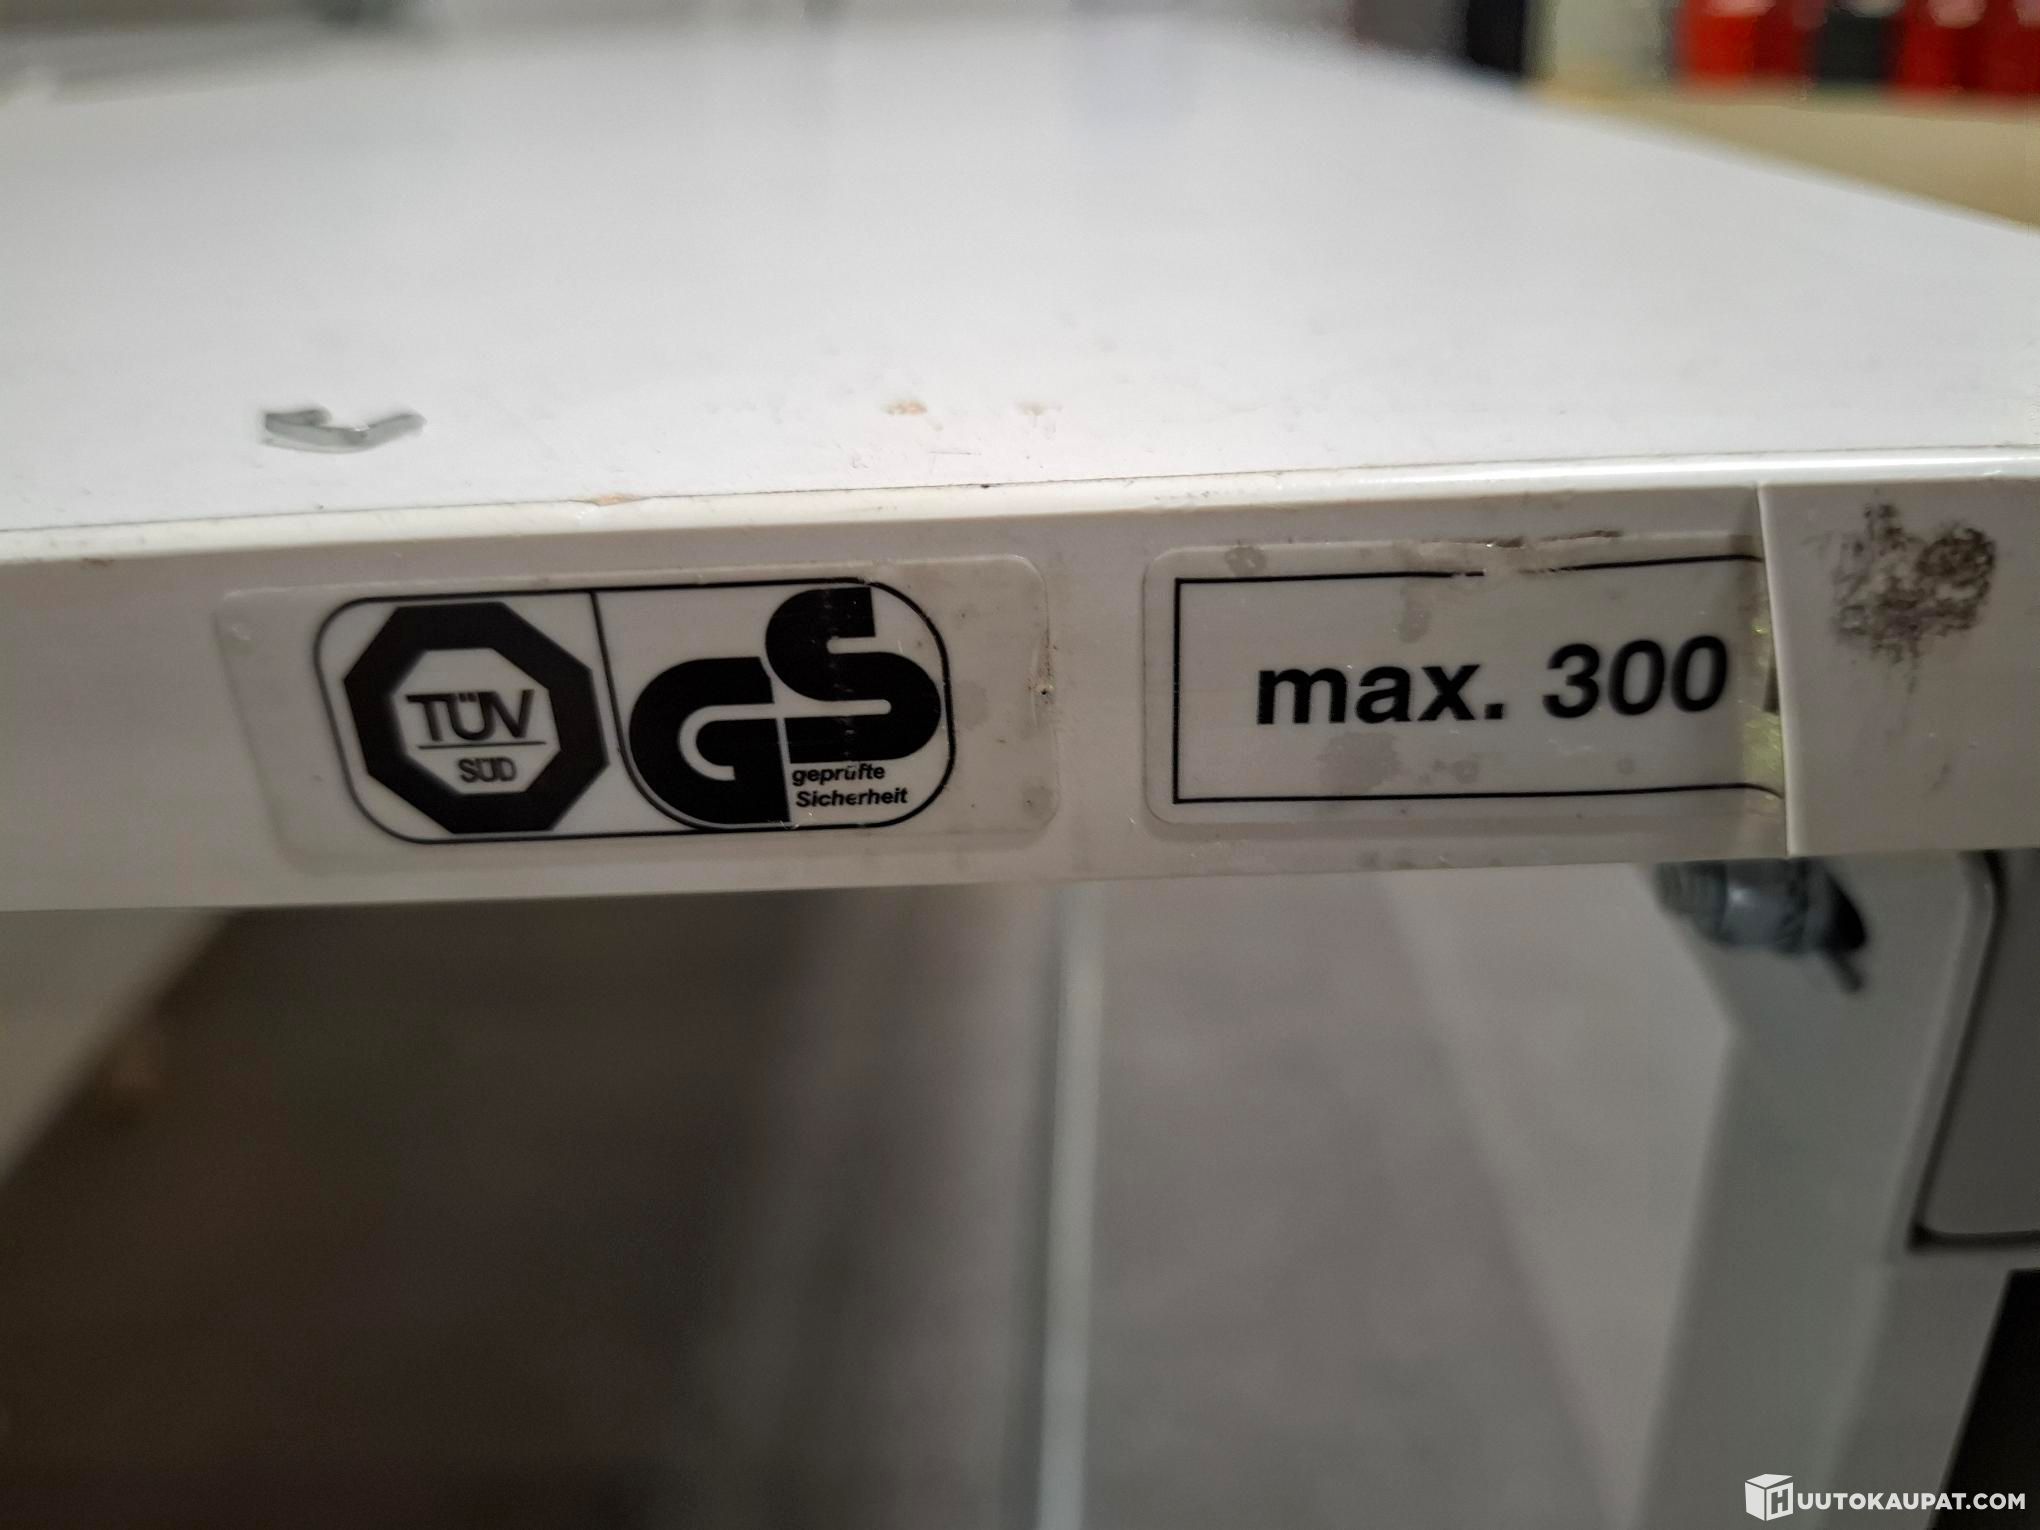 TÜV
SÜD
GS
geprüfte
Sicherheit
max. 300
HUUTOKAUPAT.COM